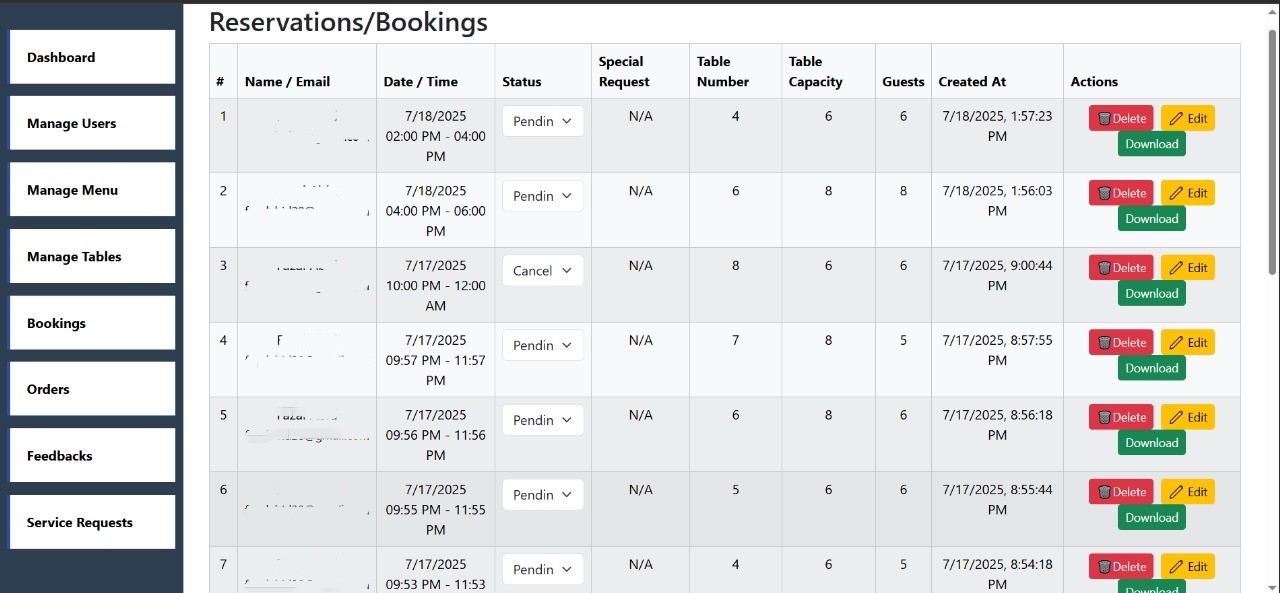 Reservations/Bookings
Dashboard
Manage Users
Manage Menu
Manage Tables
Bookings
Orders
Feedbacks
Service Requests
# Name / Email Date / Time Status Special Request Table Number Table Capacity Guests Created At Actions
1 7/18/2025 Pendin N/A 4 6 6 7/18/2025, 1:57:23 Delete Edit
02:00 PM - 04:00 PM Download
PM
2 7/18/2025 Pendin N/A 6 8 8 7/18/2025, 1:56:03 Delete Edit
04:00 PM - 06:00 PM Download
PM
3 7/17/2025 Cancel N/A 8 6 6 7/17/2025, 9:00:44 Delete Edit
10:00 PM - 12:00 PM Download
AM
4 7/17/2025 Pendin N/A 7 8 5 7/17/2025, 8:57:55 Delete Edit
09:57 PM - 11:57 PM Download
PM
5 7/17/2025 Pendin N/A 6 8 6 7/17/2025, 8:56:18 Delete Edit
09:56 PM - 11:56 PM Download
PM
6 7/17/2025 Pendin N/A 5 6 6 7/17/2025, 8:55:44 Delete Edit
09:55 PM - 11:55 PM Download
PM
7 7/17/2025 Pendin N/A 4 6 5 7/17/2025, 8:54:18 Delete Edit
09:53 PM - 11:53 PM Download